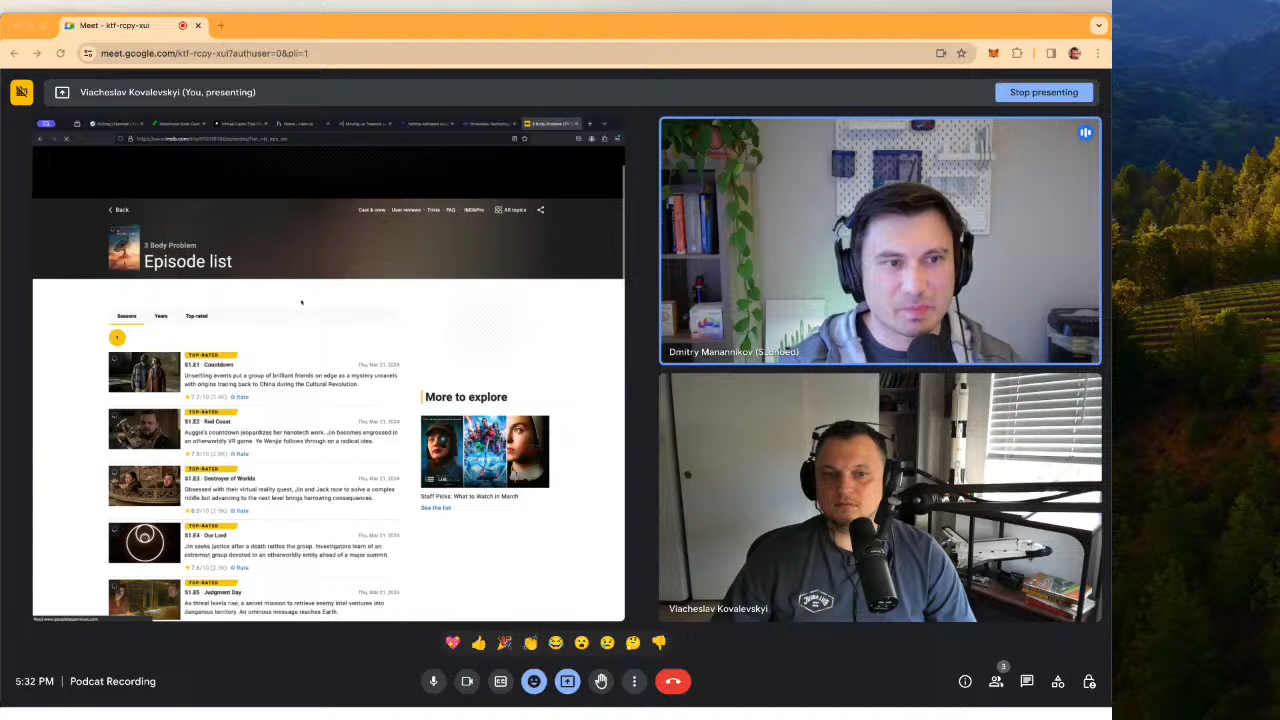 Meet - ktf-rcpy-xui
meet.google.com/ktf-rcpy-xui?authuser=0&pli=1
Viacheslav Kovalevskyi (You, presenting)
Stop presenting
Back
Cast & crew · User reviews · Trivia · FAQ
IMDbPro
All topics
3 Body Problem
Episode list
Seasons
Years
Top-rated
1
TOP-RATED
S1.E1 · Countdown
Thu, Mar 21, 2024
Unsettling events put a group of brilliant friends on edge as a mystery unravels
with origins tracing back to China during the Cultural Revolution.
7.7/10 (3.4K) Rate
TOP-RATED
S1.E2 · Red Coast
Thu, Mar 21, 2024
Auggie's countdown jeopardizes her nanotech work. Jin becomes engrossed in
an otherworldly VR game. Ye Wenjie follows through on a radical idea.
Rate
TOP-RATED
S1.E3 · Destroyer of Worlds
Thu, Mar 21, 2024
Obsessed with their virtual reality quest, Jin and Jack race to solve a complex
riddle but advancing to the next level brings harrowing consequences.
Rate
TOP-RATED
S1.E4 · Our Lord
Thu, Mar 21, 2024
Jin seeks justice after a death rattles the group. Investigators learn of an
extremist group devoted to an otherworldly entity ahead of a major summit.
Rate
TOP-RATED
S1.E5 · Judgment Day
Thu, Mar 21, 2024
As threat levels rise, a secret mission to retrieve enemy intel ventures into
dangerous territory. An ominous message reaches Earth.
More to explore
List
Staff Picks: What to Watch in March
See the list
Dmitry Manannikov
Viacheslav Kovalevskyi
5:32 PM | Podcat Recording
3